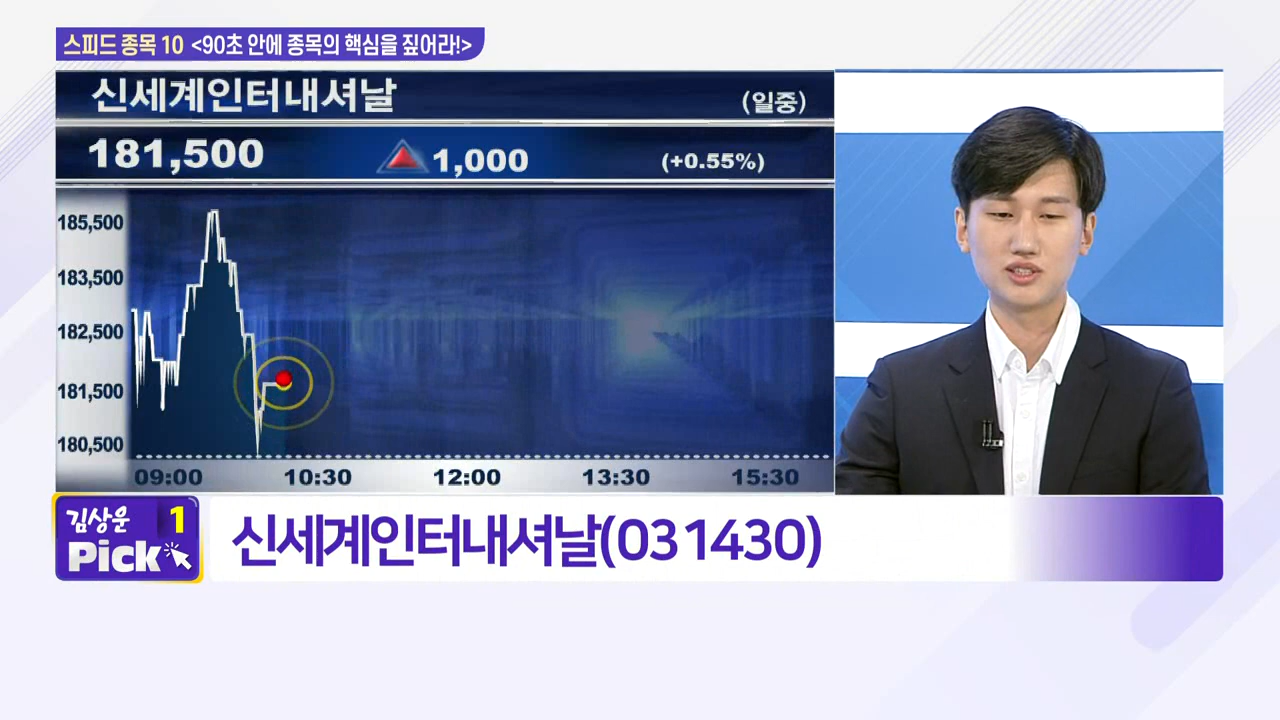 스피드 종목 10 <90초 안에 종목의 핵심을 짚어라!>
신세계인터내셔날 (일중)
181,500 1,000 (+0.55%)
185,500
183,500
182,500
181,500
180,500
09:00 10:30 12:00 13:30 15:30
김상운 1
Pick
신세계인터내셔날(031430)